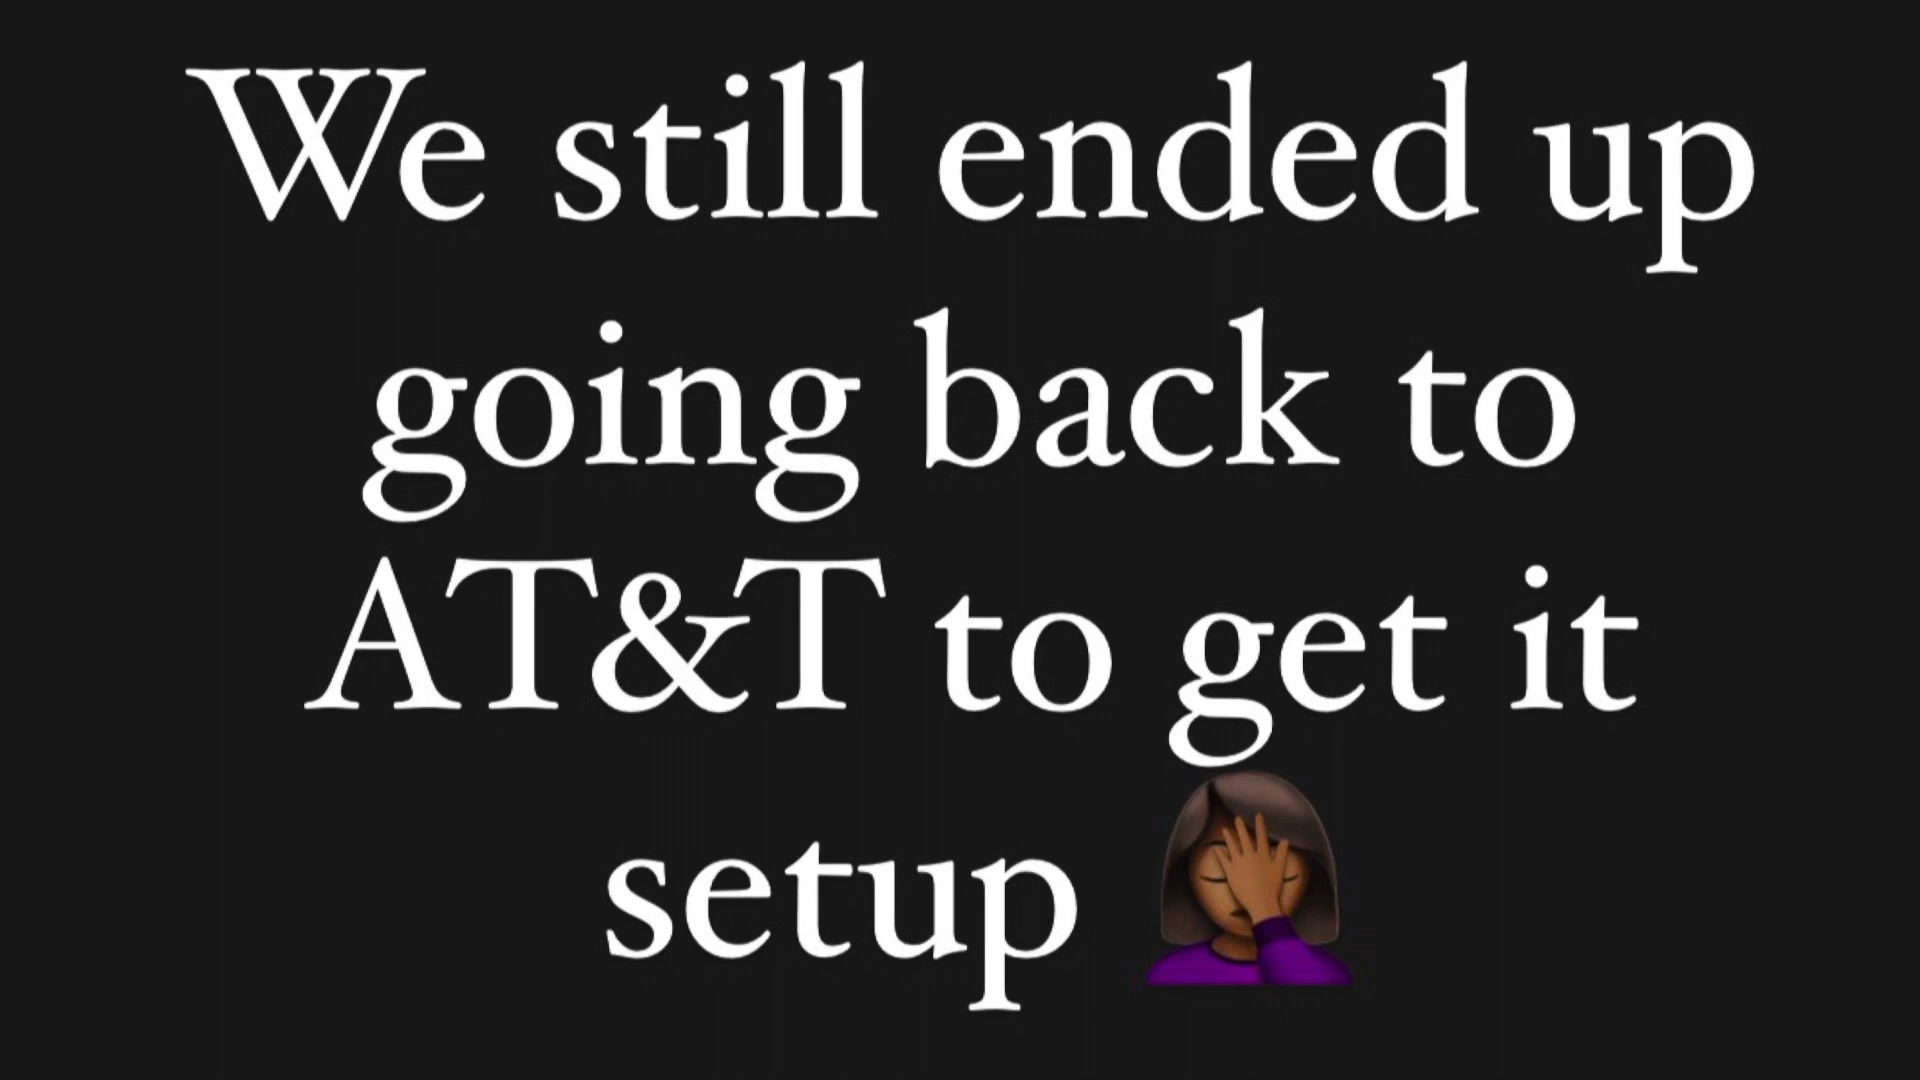 We still ended up
going back to
AT&T to get it
setup 🤦🏾‍♀️